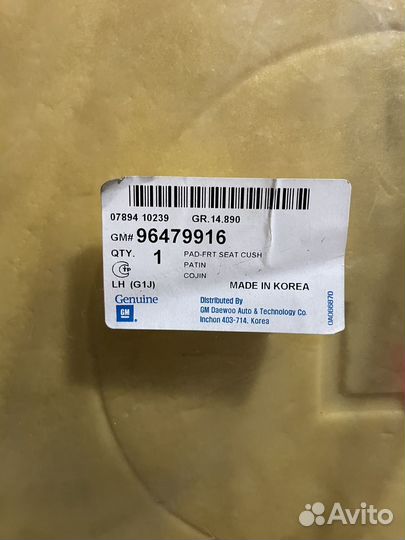 07894 10239 GR.14.890
GM# 96479916
QTY. 1 PAD-FRT SEAT CUSH
PATIN
COJIN
LH (G1J) MADE IN KOREA
Genuine
GM
Distributed By
GM Daewoo Auto & Technology Co.
Inchon 403-714, Korea
0AD66870
Avito